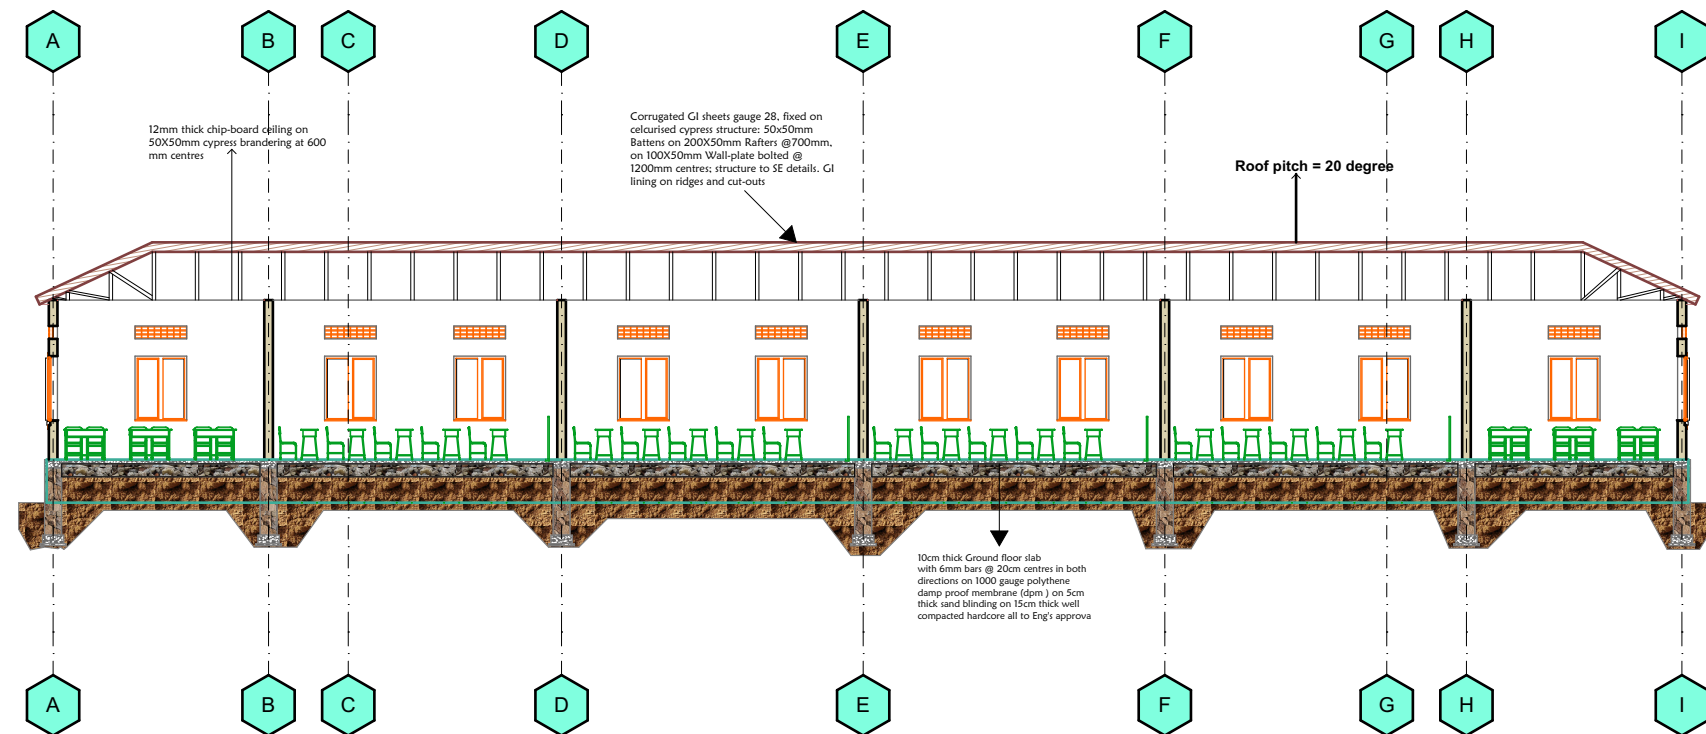 A
B
C
D
E
F
G
H
I
12mm thick chip-board ceiling on
50X50mm cypress brandering at 600
mm centres
Corrugated GI sheets gauge 28, fixed on
celcurised cypress structure: 50x50mm
Battens on 200X50mm Rafters @700mm,
on 100X50mm Wall-plate bolted @
1200mm centres; structure to SE details. GI
lining on ridges and cut-outs
Roof pitch = 20 degree
10cm thick Ground floor slab
with 6mm bars @ 20cm centres in both
directions on 1000 gauge polythene
damp proof membrane (dpm ) on 5cm
thick sand blinding on 15cm thick well
compacted hardcore all to Eng's approva
A
B
C
D
E
F
G
H
I